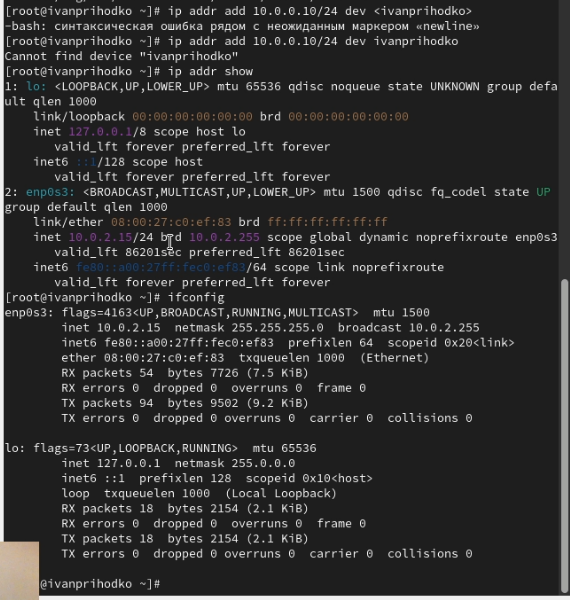 [root@ivanprihodko ~]# ip addr add 10.0.0.10/24 dev <ivanprihodko>
-bash: синтаксическая ошибка рядом с неожиданным маркером «newline»
[root@ivanprihodko ~]# ip addr add 10.0.0.10/24 dev ivanprihodko
Cannot find device "ivanprihodko"
[root@ivanprihodko ~]# ip addr show
1: lo: <LOOPBACK,UP,LOWER_UP> mtu 65536 qdisc noqueue state UNKNOWN group defa
ult qlen 1000
link/loopback 00:00:00:00:00:00 brd 00:00:00:00:00:00
inet 127.0.0.1/8 scope host lo
valid_lft forever preferred_lft forever
inet6 ::1/128 scope host
valid_lft forever preferred_lft forever
2: enp0s3: <BROADCAST,MULTICAST,UP,LOWER_UP> mtu 1500 qdisc fq_codel state UP
group default qlen 1000
link/ether 08:00:27:c0:ef:83 brd ff:ff:ff:ff:ff:ff
inet 10.0.2.15/24 brd 10.0.2.255 scope global dynamic noprefixroute enp0s3
valid_lft 86201sec preferred_lft 86201sec
inet6 fe80::a00:27ff:fec0:ef83/64 scope link noprefixroute
valid_lft forever preferred_lft forever
[root@ivanprihodko ~]# ifconfig
enp0s3: flags=4163<UP,BROADCAST,RUNNING,MULTICAST>  mtu 1500
inet 10.0.2.15  netmask 255.255.255.0  broadcast 10.0.2.255
inet6 fe80::a00:27ff:fec0:ef83  prefixlen 64  scopeid 0x20<link>
ether 08:00:27:c0:ef:83  txqueuelen 1000  (Ethernet)
RX packets 54  bytes 7726 (7.5 KiB)
RX errors 0  dropped 0  overruns 0  frame 0
TX packets 94  bytes 9502 (9.2 KiB)
TX errors 0  dropped 0 overruns 0  carrier 0  collisions 0
lo: flags=73<UP,LOOPBACK,RUNNING>  mtu 65536
inet 127.0.0.1  netmask 255.0.0.0
inet6 ::1  prefixlen 128  scopeid 0x10<host>
loop  txqueuelen 1000  (Local Loopback)
RX packets 18  bytes 2154 (2.1 KiB)
RX errors 0  dropped 0  overruns 0  frame 0
TX packets 18  bytes 2154 (2.1 KiB)
TX errors 0  dropped 0 overruns 0  carrier 0  collisions 0
@ivanprihodko ~]#